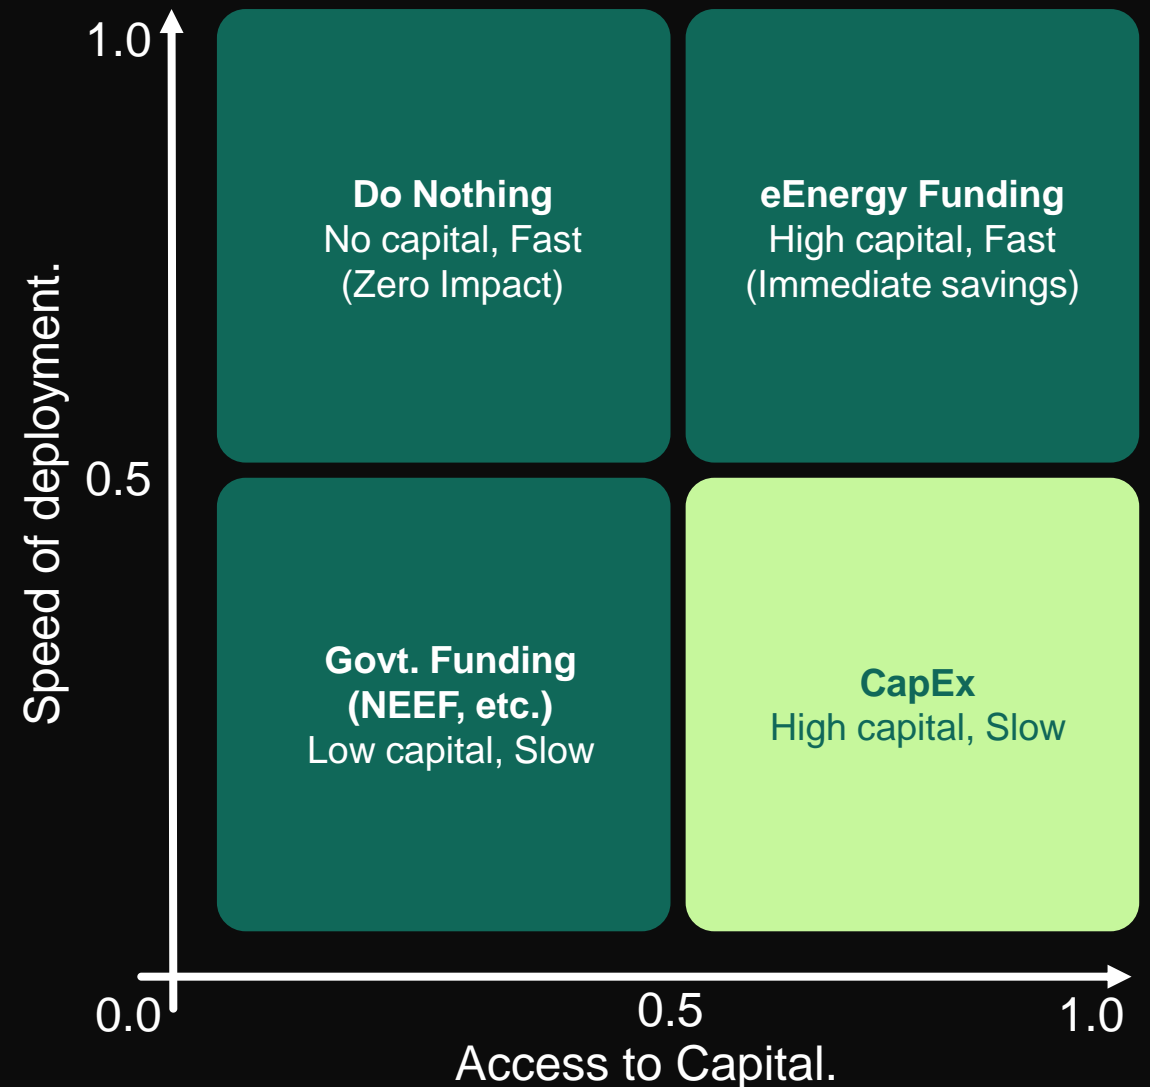 1.0
Do Nothing
No capital, Fast
(Zero Impact)
eEnergy Funding
High capital, Fast
(Immediate savings)
Speed of deployment.
0.5
Govt. Funding
(NEEF, etc.)
Low capital, Slow
CapEx
High capital, Slow
0.0
0.5
1.0
Access to Capital.